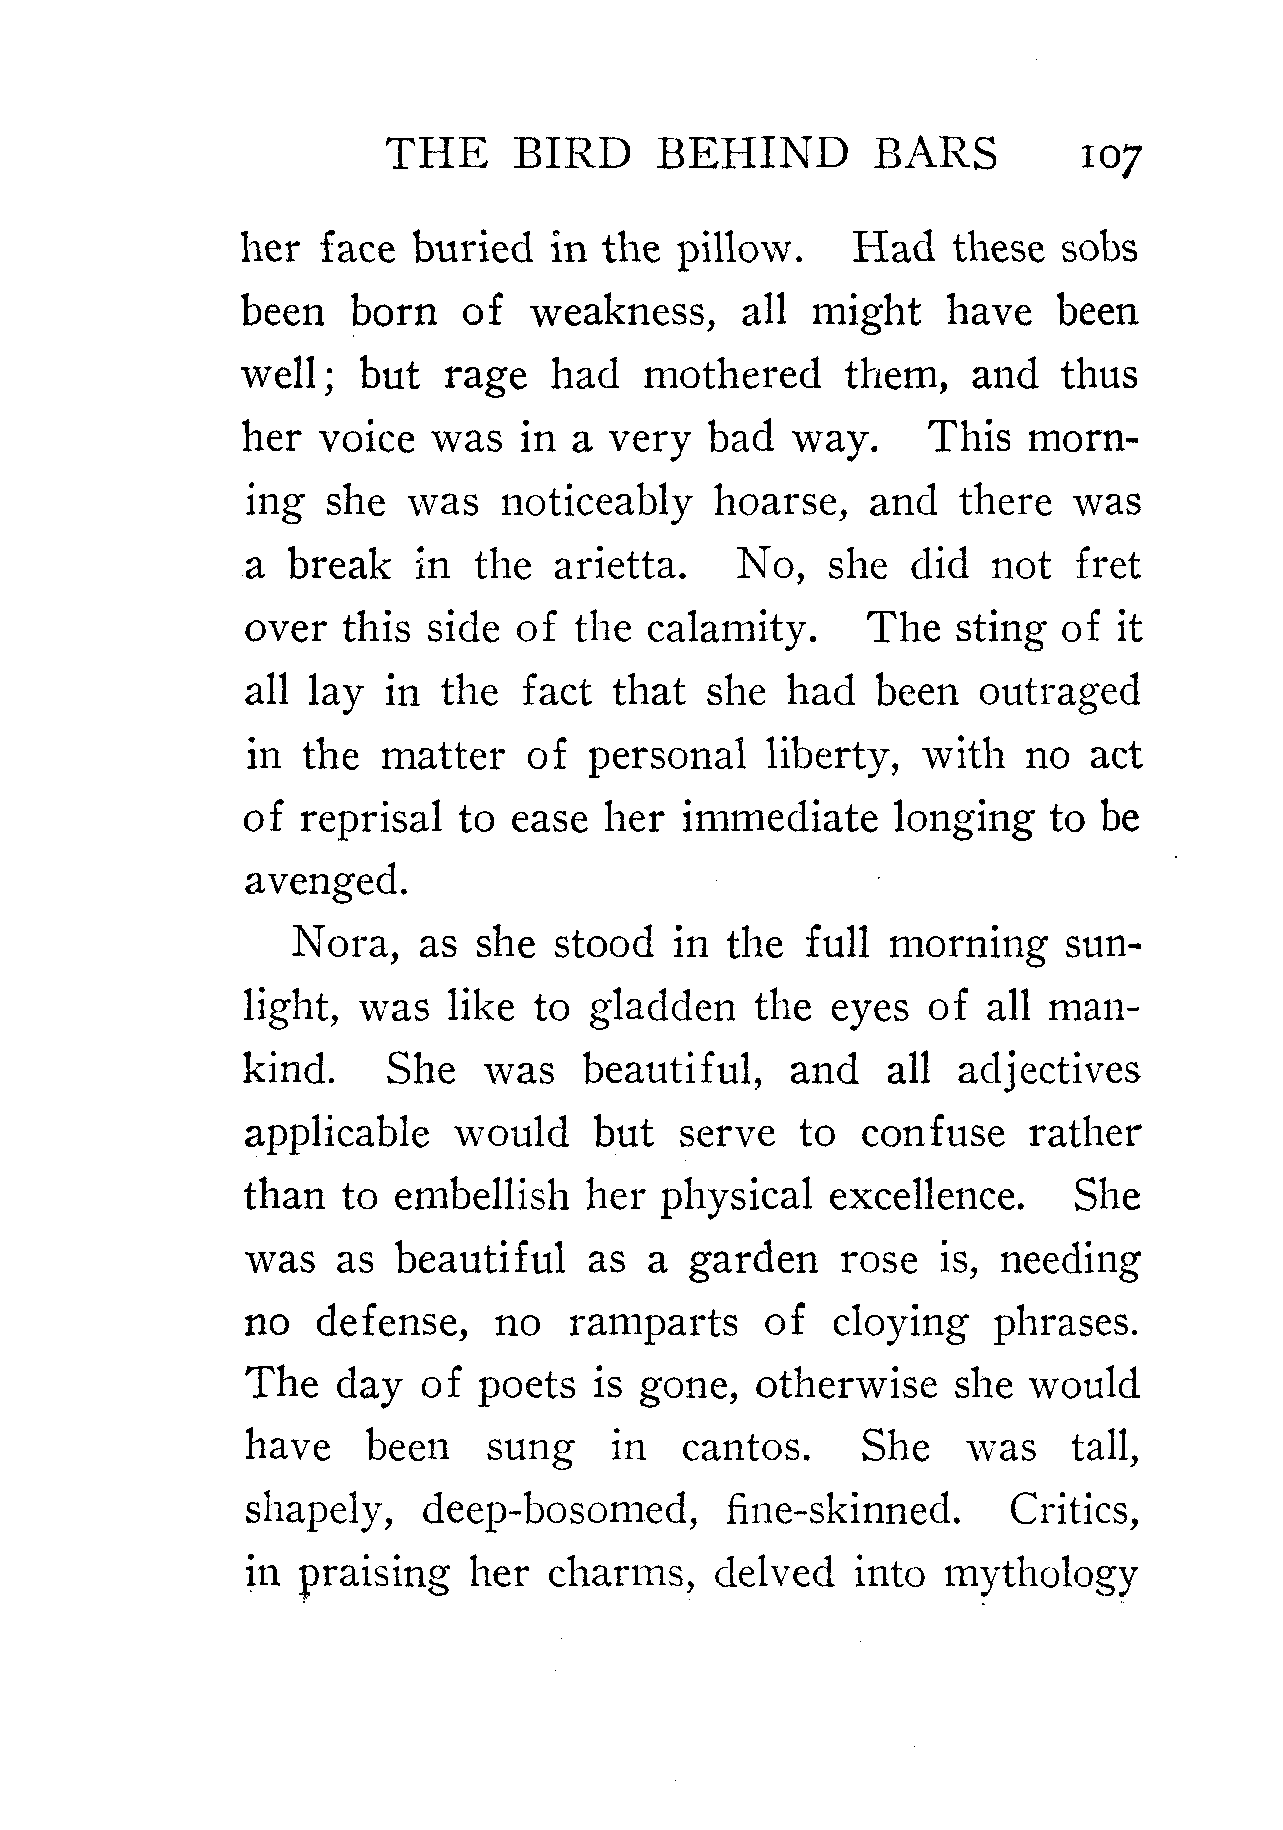 THE BIRD BEHIND BARS 107
her face buried in the pillow. Had these sobs
been born of weakness, all might have been
well; but rage had mothered them, and thus
her voice was in a very bad way. This morn-
ing she was noticeably hoarse, and there was
a break in the arietta. No, she did not fret
over this side of the calamity. The sting of it
all lay in the fact that she had been outraged
in the matter of personal liberty, with no act
of reprisal to ease her immediate longing to be
avenged.
Nora, as she stood in the full morning sun-
light, was like to gladden the eyes of all man-
kind. She was beautiful, and all adjectives
applicable would but serve to confuse rather
than to embellish her physical excellence. She
was as beautiful as a garden rose is, needing
no defense, no ramparts of cloying phrases.
The day of poets is gone, otherwise she would
have been sung in cantos. She was tall,
shapely, deep-bosomed, fine-skinned. Critics,
in praising her charms, delved into mythology